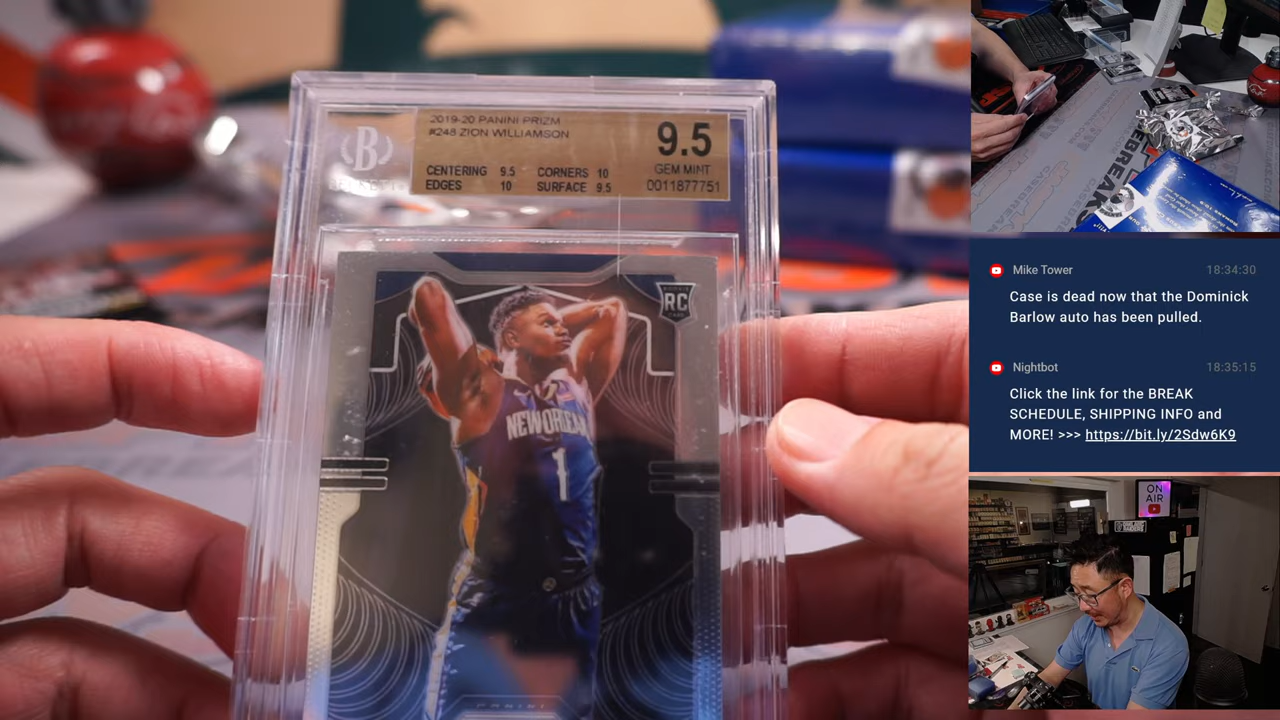 2019-20 PANINI PRIZM
#248 ZION WILLIAMSON
9.5
GEM MINT
0011877751
CENTERING 9.5 CORNERS 10
EDGES 10 SURFACE 9.5
B
BECKETT
RC
NEW ORLEANS
1
PANINI
Mike Tower 18:34:30
Case is dead now that the Dominick
Barlow auto has been pulled.
Nightbot 18:35:15
Click the link for the BREAK
SCHEDULE, SHIPPING INFO and
MORE! >>> https://bit.ly/2Sdw6K9
ON
AIR